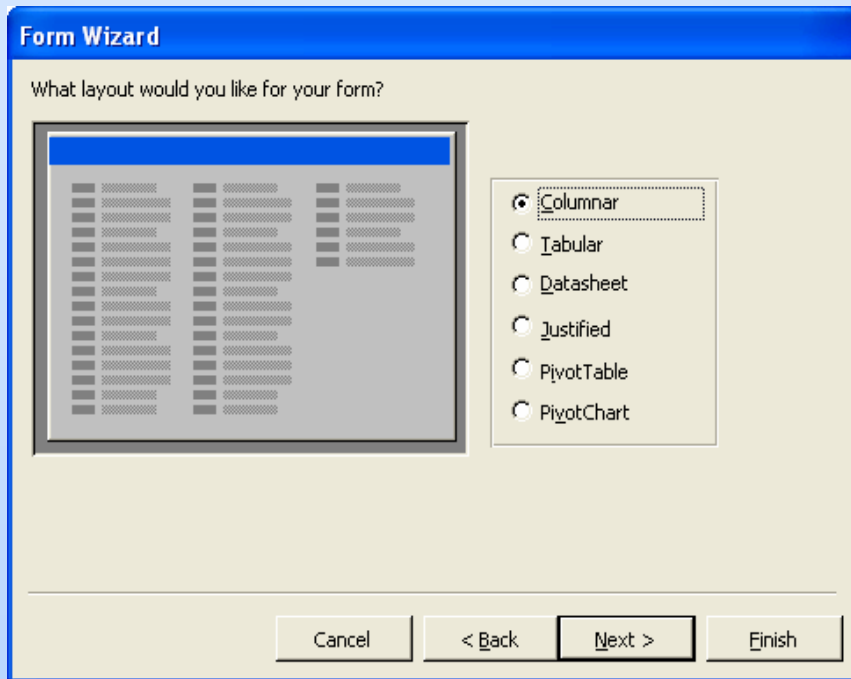 Form Wizard
What layout would you like for your form?
Columnar
Tabular
Datasheet
Justified
PivotTable
PivotChart
Cancel
< Back
Next >
Finish